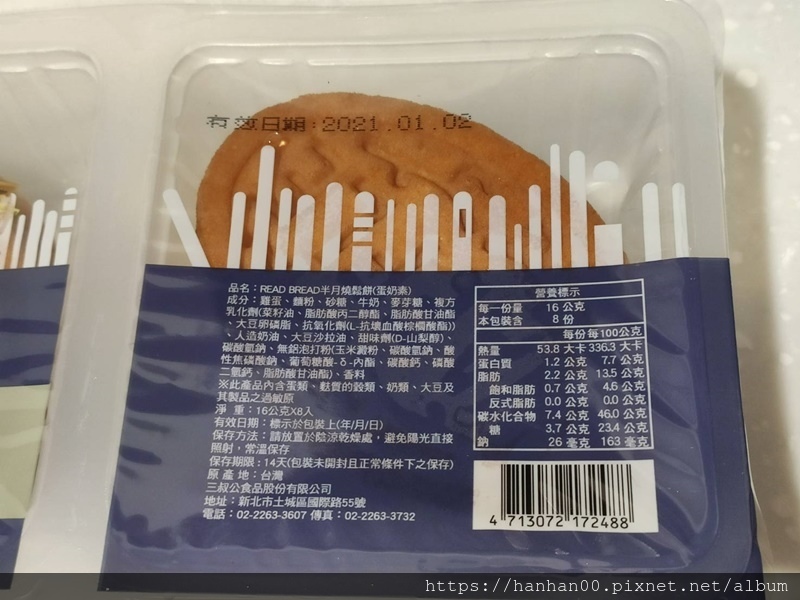 有效日期:2021.01.02
品名：READ BREAD半月燒鬆餅(蛋奶素)
成分：雞蛋、麵粉、砂糖、牛奶、麥芽糖、複方
乳化劑(菜籽油、脂肪酸丙二醇酯、脂肪酸甘油酯
、大豆卵磷脂、抗氧化劑(L-抗壞血酸棕櫚酸酯))
、人造奶油、大豆沙拉油、甜味劑(D-山梨醇)、
碳酸氫鈉、無鋁泡打粉(玉米澱粉、碳酸氫鈉、酸
性焦磷酸鈉、葡萄糖酸-δ-內酯、碳酸鈣、磷酸
二氫鈣、脂肪酸甘油酯)、香料
※此產品內含蛋類、麩質的穀類、奶類、大豆及
其製品之過敏原
淨 重：16公克X8入
有效日期：標示於包裝上(年/月/日)
保存方法：請放置於陰涼乾燥處，避免陽光直接
照射，常溫保存
保存期限：14天(包裝未開封且正常條件下之保存)
原 產 地：台灣
三叔公食品股份有限公司
地址：新北市土城區國際路55號
電話：02-2263-3607 傳真：02-2263-3732
營養標示
每一份量 16 公克
本包裝含 8 份
每份 每100公克
熱量 53.8 大卡 336.3 大卡
蛋白質 1.2 公克 7.7 公克
脂肪 2.2 公克 13.5 公克
飽和脂肪 0.7 公克 4.6 公克
反式脂肪 0.0 公克 0.0 公克
碳水化合物 7.4 公克 46.0 公克
糖 3.7 公克 23.4 公克
鈉 26 毫克 163 毫克
4 713072 172488
https://hanhan00.pixnet.net/album